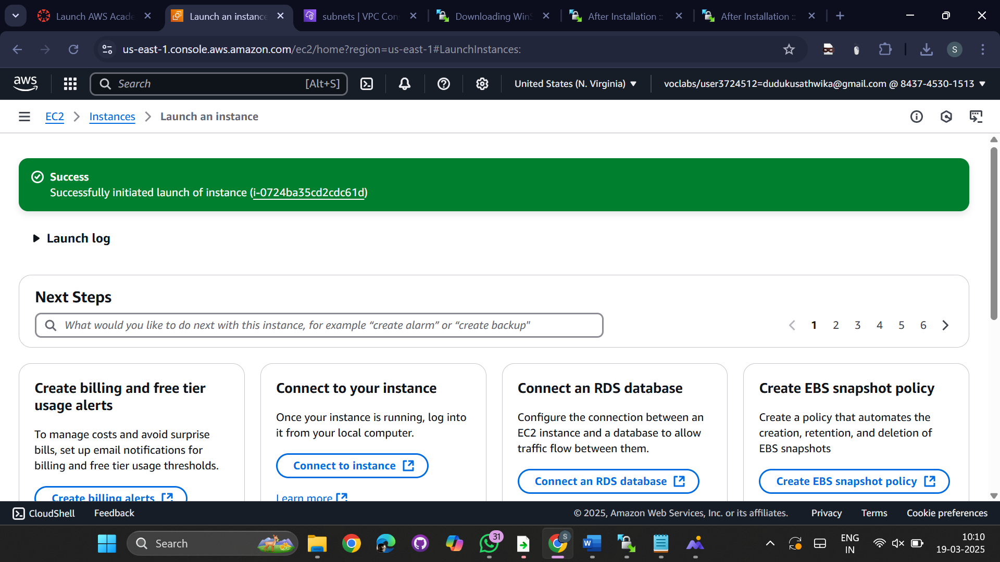 Launch AWS Acade
Launch an instance
subnets | VPC Con
Downloading WinS
After Installation ::
After Installation ::
us-east-1.console.aws.amazon.com/ec2/home?region=us-east-1#LaunchInstances:
S
aws
Search
[Alt+S]
United States (N. Virginia)
voclabs/user3724512=dudukusathwika@gmail.com @ 8437-4530-1513
EC2
Instances
Launch an instance
Success
Successfully initiated launch of instance (i-0724ba35cd2cdc61d)
Launch log
Next Steps
What would you like to do next with this instance, for example “create alarm” or “create backup"
1 2 3 4 5 6
Create billing and free tier
usage alerts
To manage costs and avoid surprise
bills, set up email notifications for
billing and free tier usage thresholds.
Create billing alerts
Connect to your instance
Once your instance is running, log into
it from your local computer.
Connect to instance
Learn more
Connect an RDS database
Configure the connection between an
EC2 instance and a database to allow
traffic flow between them.
Connect an RDS database
Create EBS snapshot policy
Create a policy that automates the
creation, retention, and deletion of
EBS snapshots
Create EBS snapshot policy
CloudShell
Feedback
© 2025, Amazon Web Services, Inc. or its affiliates.
Privacy
Terms
Cookie preferences
Search
31
S
W
ENG
IN
10:10
19-03-2025